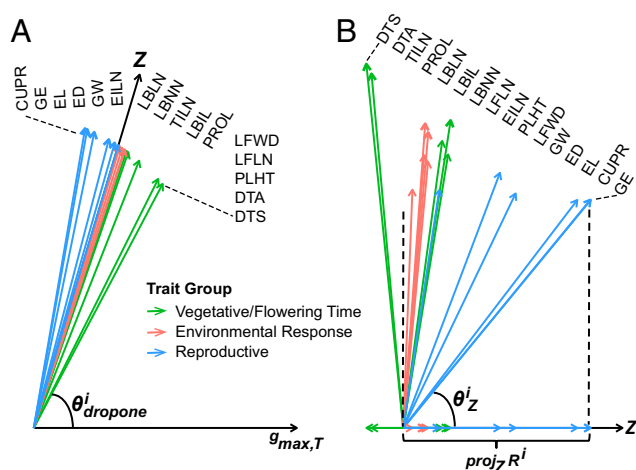 A
CUPR
GE
EL
ED
GW
EILN
Z
LBLN
LBNN
TILN
LBIL
PROL
LFWD
LFLN
PLHT
DTA
DTS
Trait Group
Vegetative/Flowering Time
Environmental Response
Reproductive
θ^i_dropone
g_max,T
B
DTS
DTA
TILN
PROL
LBLN
LBIL
LBNN
LFLN
EILN
PLHT
LFWD
GW
ED
EL
CUPR
GE
θ^i_Z
Z
proj_Z R^i